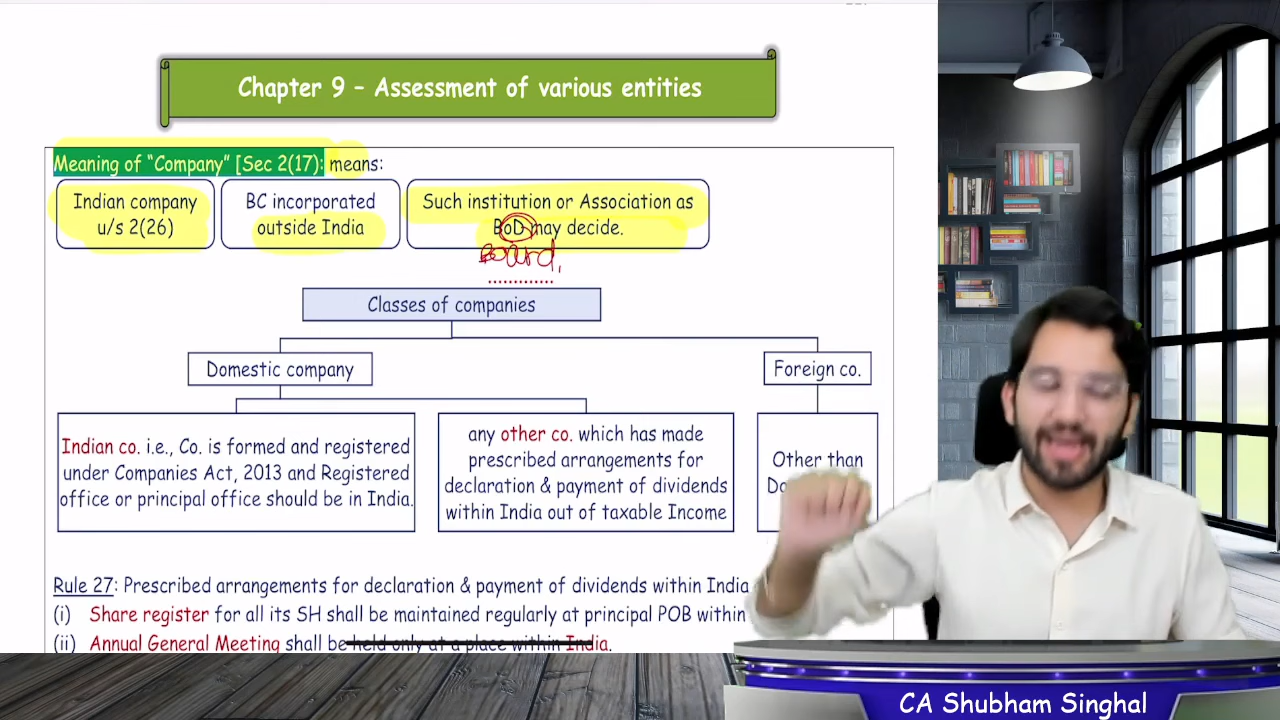 Chapter 9 – Assessment of various entities
Meaning of “Company” [Sec 2(17): means:
Indian company
u/s 2(26)
BC incorporated
outside India
Such institution or Association as
BoD may decide.
Board,
.............
Classes of companies
Domestic company
Foreign co.
Indian co. i.e., Co. is formed and registered
under Companies Act, 2013 and Registered
office or principal office should be in India.
any other co. which has made
prescribed arrangements for
declaration & payment of dividends
within India out of taxable Income
Other than
Rule 27: Prescribed arrangements for declaration & payment of dividends within India
(i) Share register for all its SH shall be maintained regularly at principal POB within
(ii) Annual General Meeting shall be held only at a place within India.
CA Shubham Singhal